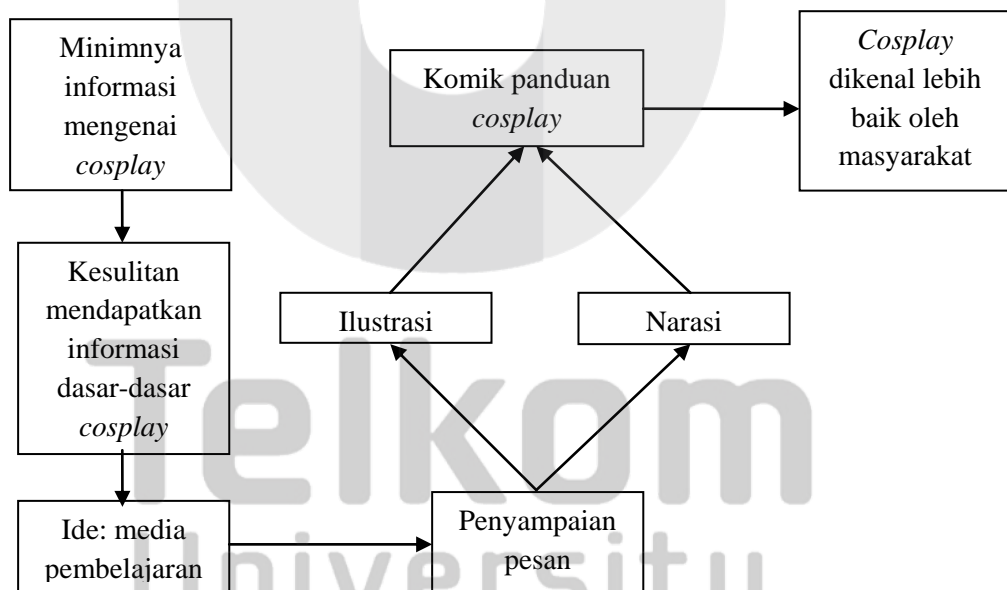 Minimnya
informasi
mengenai
cosplay
Kesulitan
mendapatkan
informasi
dasar-dasar
cosplay
Ide: media
pembelajaran
Penyampaian
pesan
Ilustrasi
Narasi
Komik panduan
cosplay
Cosplay
dikenal lebih
baik oleh
masyarakat
Telkom
University